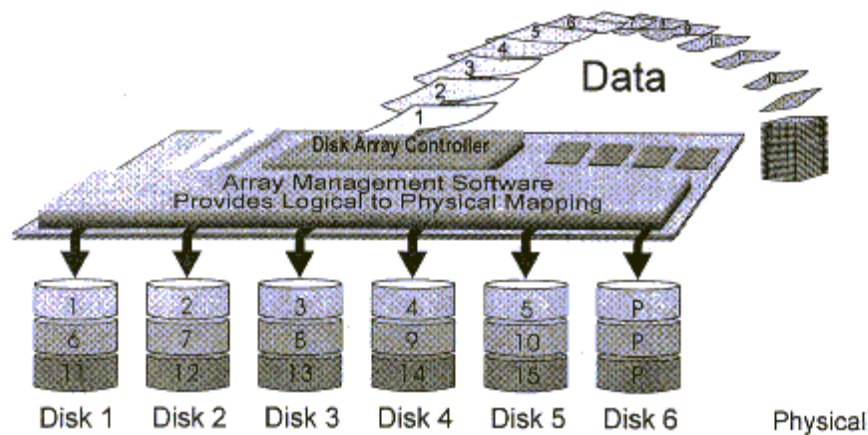 6
5
4
3
2
1
Data
Disk Array Controller
Array Management Software
Provides Logical to Physical Mapping
1 2 3 4 5 P
6 7 8 9 10 P
11 12 13 14 15 P
Disk 1 Disk 2 Disk 3 Disk 4 Disk 5 Disk 6 Physical